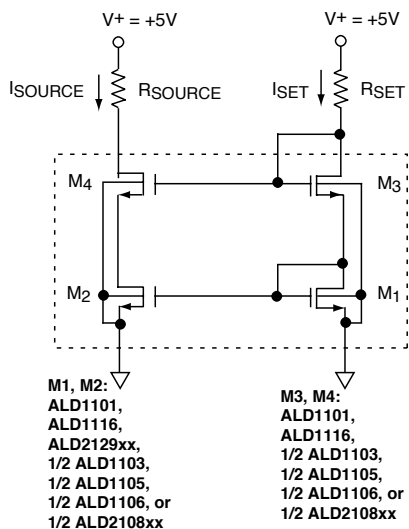 V+ = +5V
V+ = +5V
ISOURCE
RSOURCE
ISET
RSET
M4
M3
M2
M1
M1, M2:
ALD1101,
ALD1116,
ALD2129xx,
1/2 ALD1103,
1/2 ALD1105,
1/2 ALD1106, or
1/2 ALD2108xx
M3, M4:
ALD1101,
ALD1116,
1/2 ALD1103,
1/2 ALD1105,
1/2 ALD1106, or
1/2 ALD2108xx